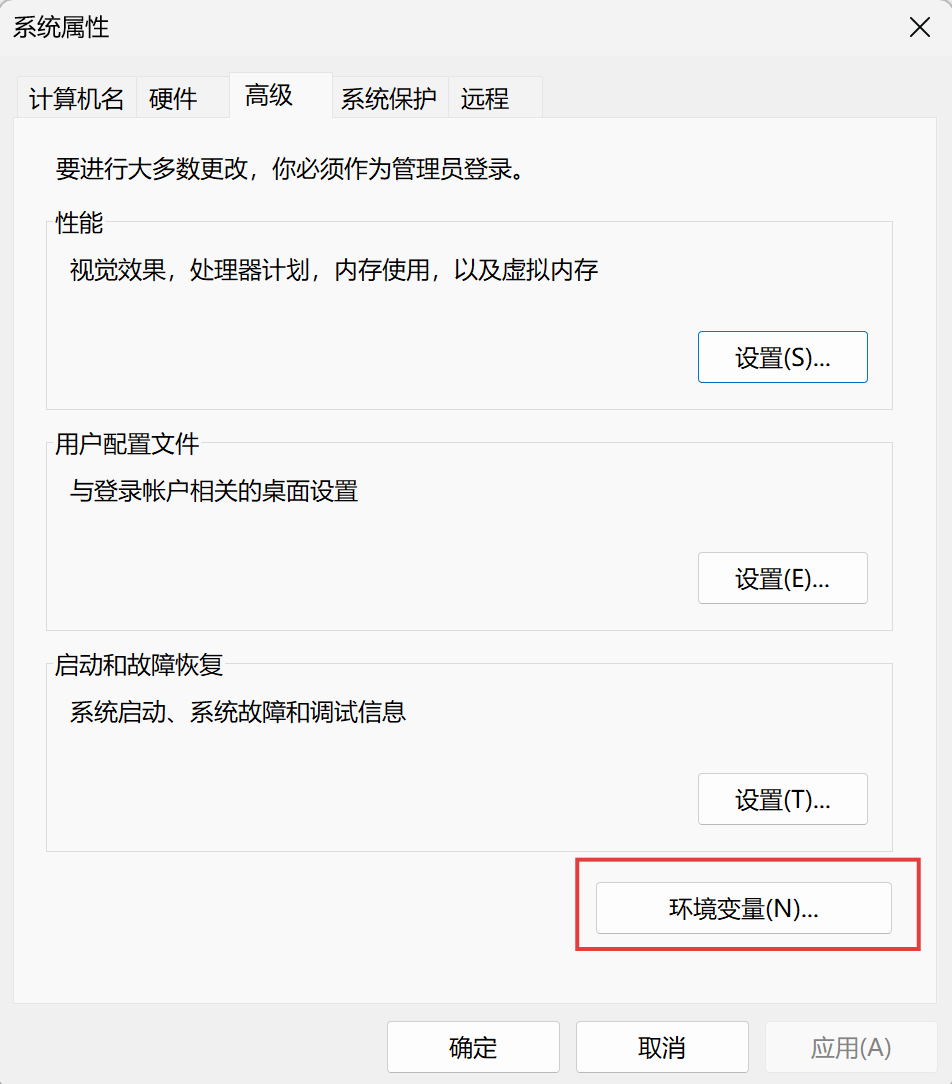 系统属性
计算机名 硬件 高级 系统保护 远程
要进行大多数更改，你必须作为管理员登录。
性能
视觉效果，处理器计划，内存使用，以及虚拟内存
设置(S)...
用户配置文件
与登录帐户相关的桌面设置
设置(E)...
启动和故障恢复
系统启动、系统故障和调试信息
设置(T)...
环境变量(N)...
确定 取消 应用(A)